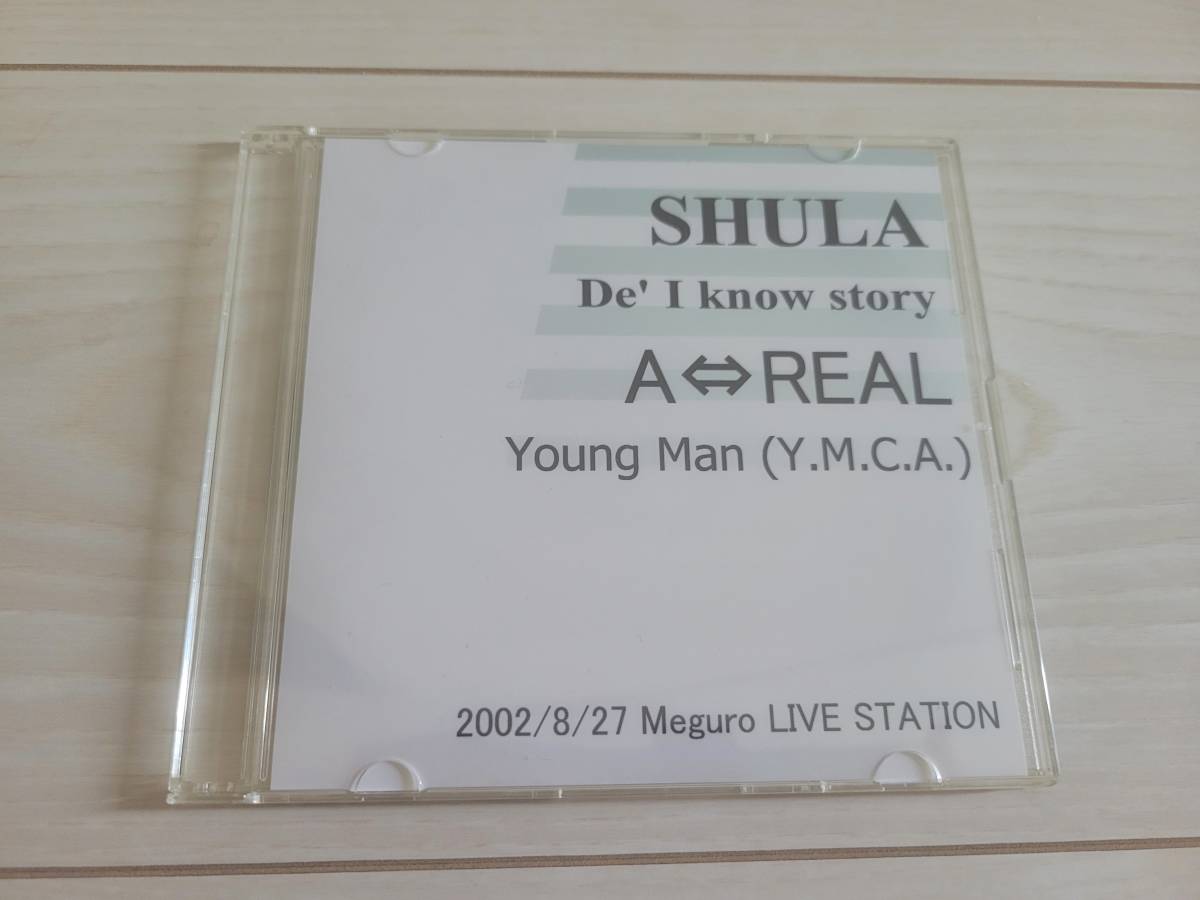 SHULA
De' I know story
A⇔REAL
Young Man (Y.M.C.A.)
2002/8/27 Meguro LIVE STATION